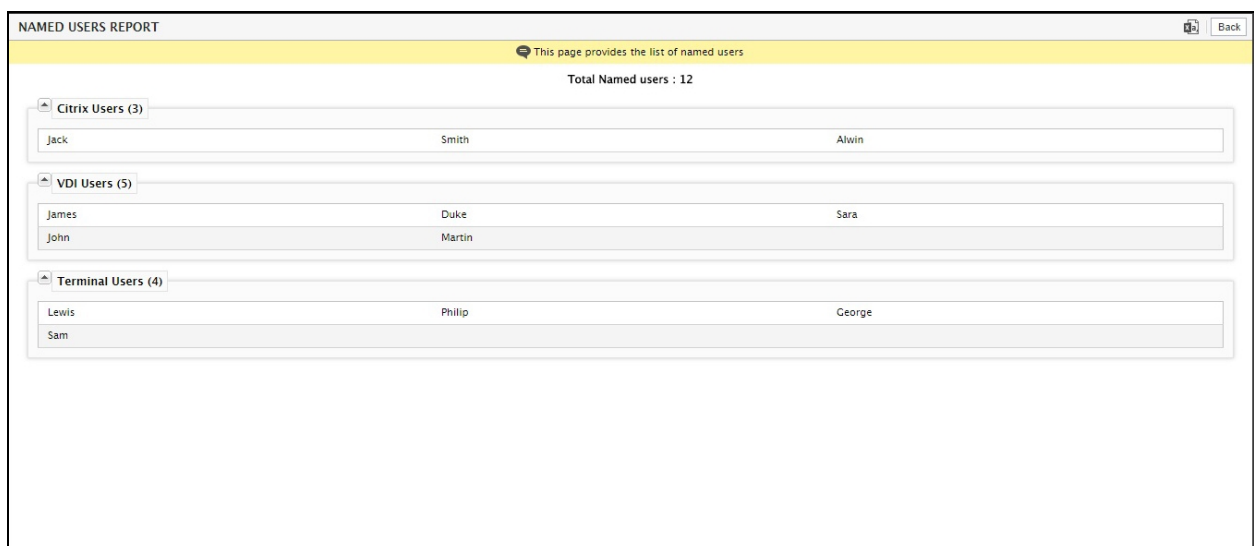 NAMED USERS REPORT Back
This page provides the list of named users
Total Named users : 12
Citrix Users (3)
Jack Smith Alwin
VDI Users (5)
James Duke Sara
John Martin
Terminal Users (4)
Lewis Philip George
Sam